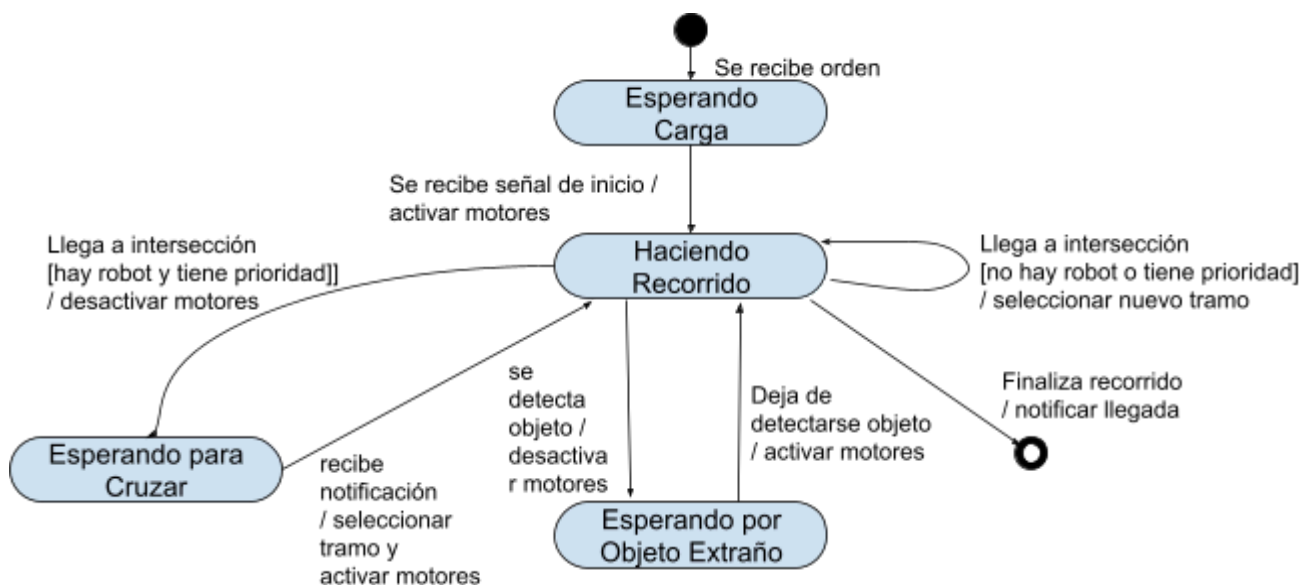 Se recibe orden
Esperando
Carga
Se recibe señal de inicio /
activar motores
Llega a intersección
[hay robot y tiene prioridad]]
/ desactivar motores
Haciendo
Recorrido
Llega a intersección
[no hay robot o tiene prioridad]
/ seleccionar nuevo tramo
se
detecta
objeto /
desactiva
r motores
Deja de
detectarse objeto
/ activar motores
Finaliza recorrido
/ notificar llegada
Esperando para
Cruzar
recibe
notificación
/ seleccionar
tramo y
activar motores
Esperando por
Objeto Extraño